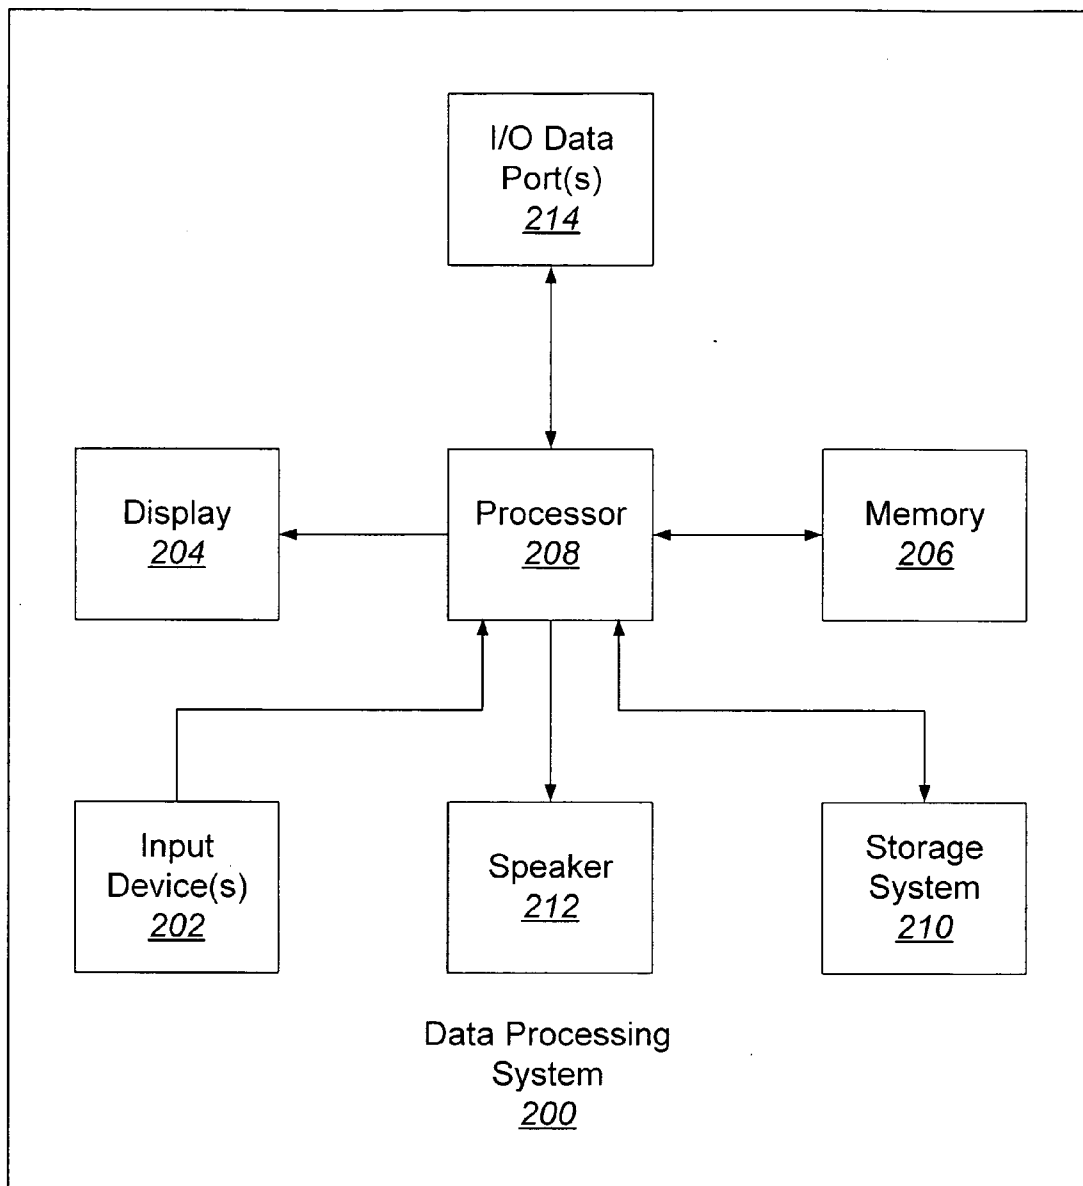 I/O Data
Port(s)
214
Display
204
Processor
208
Memory
206
Input
Device(s)
202
Speaker
212
Storage
System
210
Data Processing
System
200